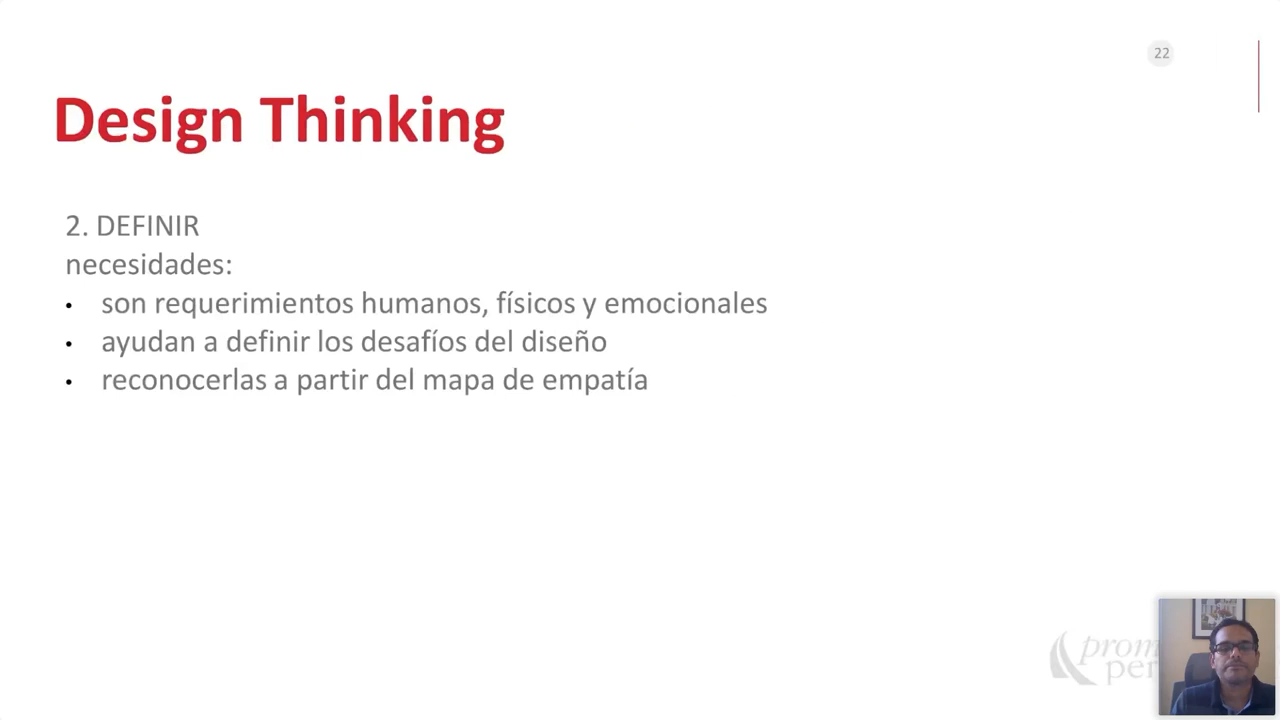 22
Design Thinking
2. DEFINIR
necesidades:
• son requerimientos humanos, físicos y emocionales
• ayudan a definir los desafíos del diseño
• reconocerlas a partir del mapa de empatía